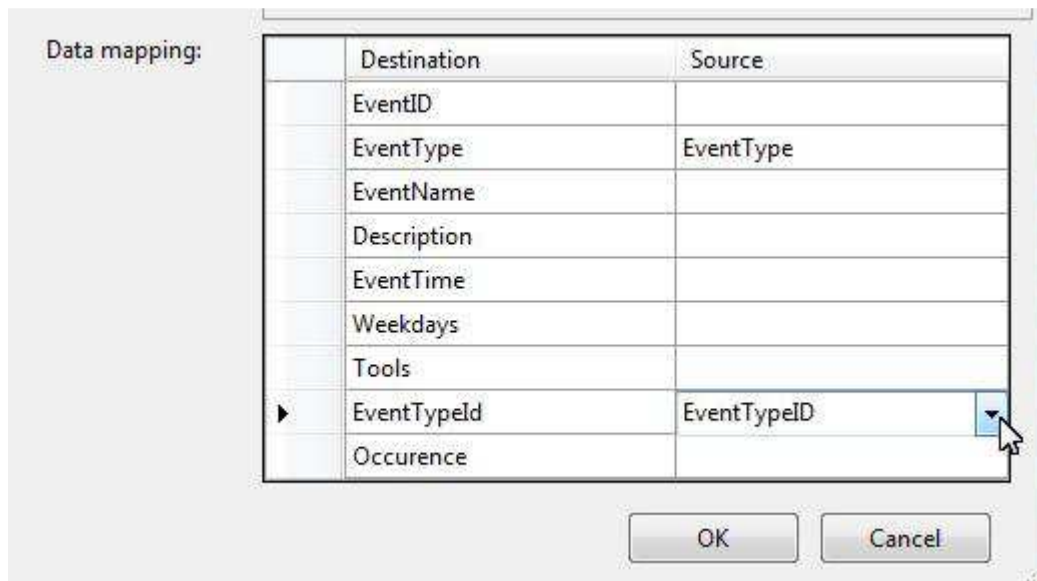 Data mapping:
Destination Source
EventID
EventType EventType
EventName
Description
EventTime
Weekdays
Tools
EventTypeId EventTypeID
Occurence
OK Cancel